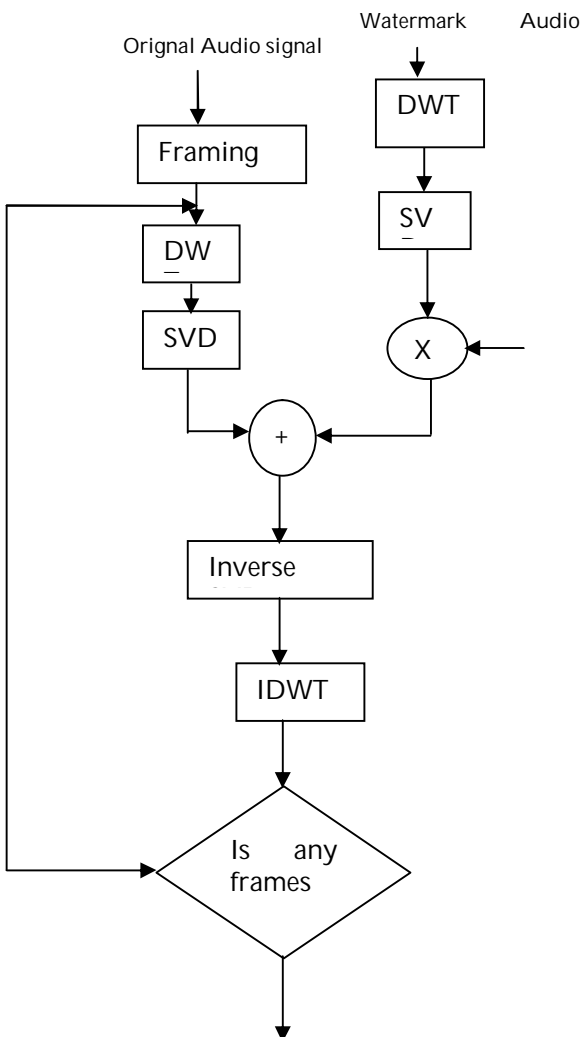 Watermark Audio
Orignal Audio signal
DWT
Framing
SV
DW
SVD
X
+
Inverse
IDWT
Is any
frames